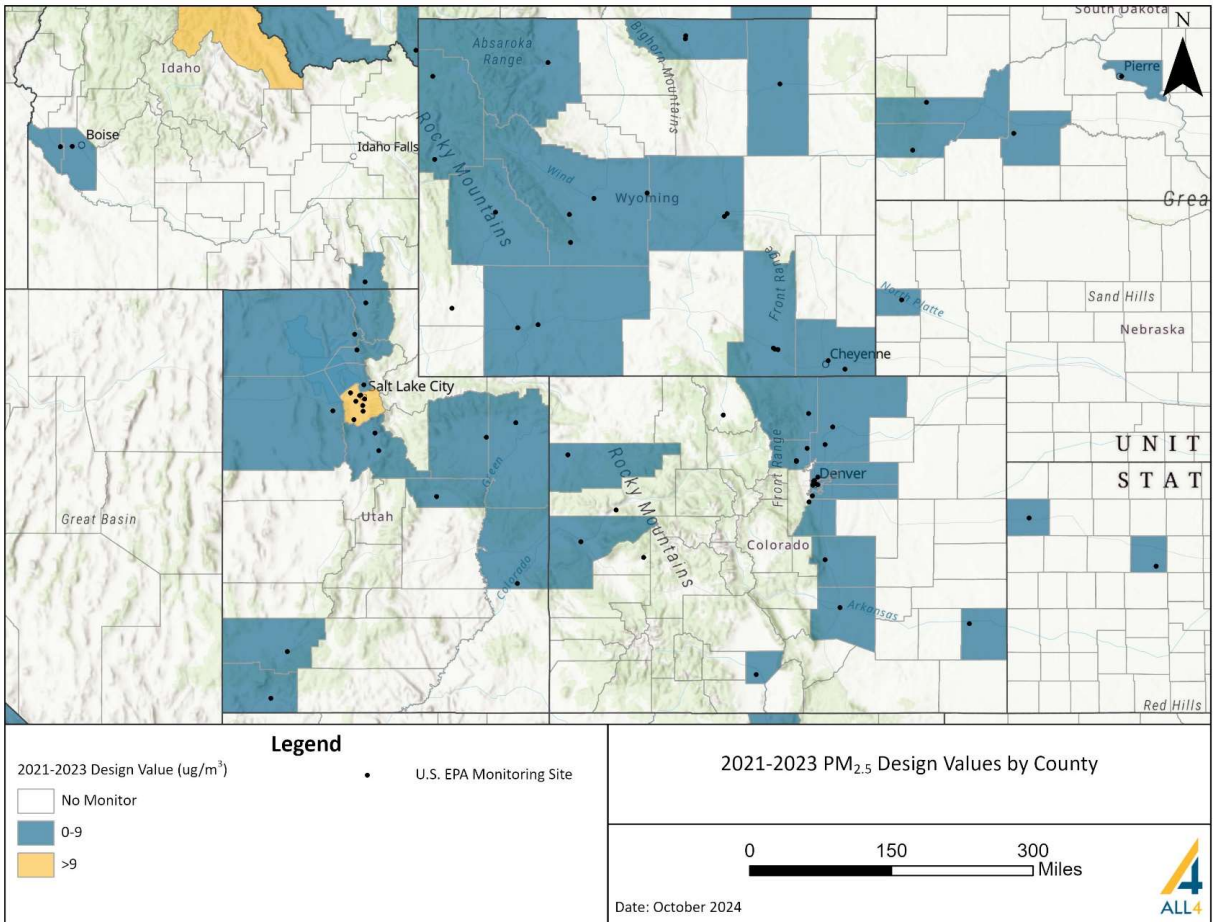 South Dakota
N
Absaroka
Range
Bighorn Mountains
Idaho
Pierre
Boise
Rocky Mountains
Idaho Falls
Wind
Wyoming
Grea
Front Range
North Platte
Sand Hills
Nebraska
Cheyenne
Salt Lake City
UNIT
STAT
Green
Rocky Mountains
Front Range
Denver
Great Basin
Utah
Colorado
Colorado
Arkansas
Red Hills
Legend
2021-2023 Design Value (ug/m³)
U.S. EPA Monitoring Site
No Monitor
0-9
>9
2021-2023 PM₂.₅ Design Values by County
0 150 300
Miles
Date: October 2024
ALL4